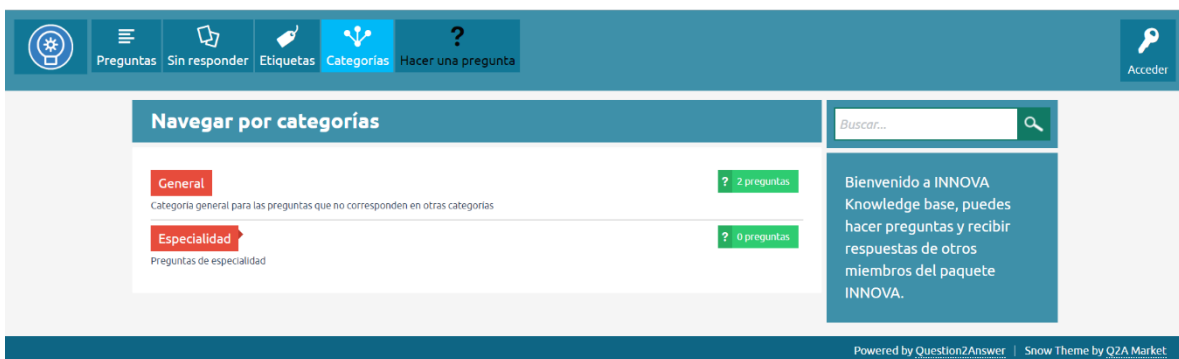 Preguntas
Sin responder
Etiquetas
Categorías
?
Hacer una pregunta
Acceder
Navegar por categorías
General
? 2 preguntas
Categoría general para las preguntas que no corresponden en otras categorías
Especialidad
? 0 preguntas
Preguntas de especialidad
Buscar...
Bienvenido a INNOVA
Knowledge base, puedes
hacer preguntas y recibir
respuestas de otros
miembros del paquete
INNOVA.
Powered by Question2Answer | Snow Theme by Q2A Market